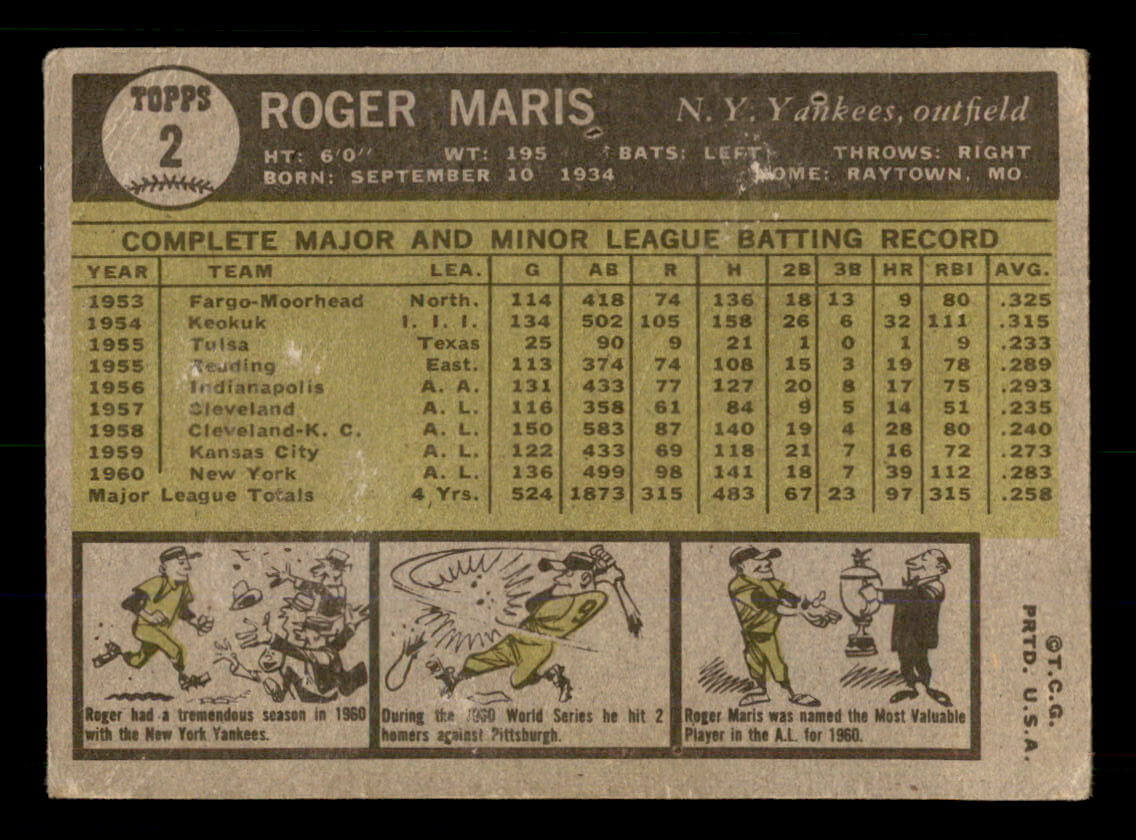 TOPPS
2
ROGER MARIS N. Y. Yankees, outfield
HT: 6'0" WT: 195 BATS: LEFT THROWS: RIGHT
BORN: SEPTEMBER 10 1934 HOME: RAYTOWN, MO.
COMPLETE MAJOR AND MINOR LEAGUE BATTING RECORD
YEAR TEAM LEA. G AB R H 2B 3B HR RBI AVG.
1953 Fargo-Moorhead North. 114 418 74 136 18 13 9 80 .325
1954 Keokuk I. I. I. 134 502 105 158 26 6 32 111 .315
1955 Tulsa Texas 25 90 9 21 1 0 1 9 .233
1955 Reading East. 113 374 74 108 15 3 19 78 .289
1956 Indianapolis A. A. 131 433 77 127 20 8 17 75 .293
1957 Cleveland A. L. 116 358 61 84 9 5 14 51 .235
1958 Cleveland-K. C. A. L. 150 583 87 140 19 4 28 80 .240
1959 Kansas City A. L. 122 433 69 118 21 7 16 72 .273
1960 New York A. L. 136 499 98 141 18 7 39 112 .283
Major League Totals 4 Yrs. 524 1873 315 483 67 23 97 315 .258
9
Roger had a tremendous season in 1960
with the New York Yankees.
During the 1960 World Series he hit 2
homers against Pittsburgh.
Roger Maris was named the Most Valuable
Player in the A.L. for 1960.
©T.C.G.
PRTD. U.S.A.